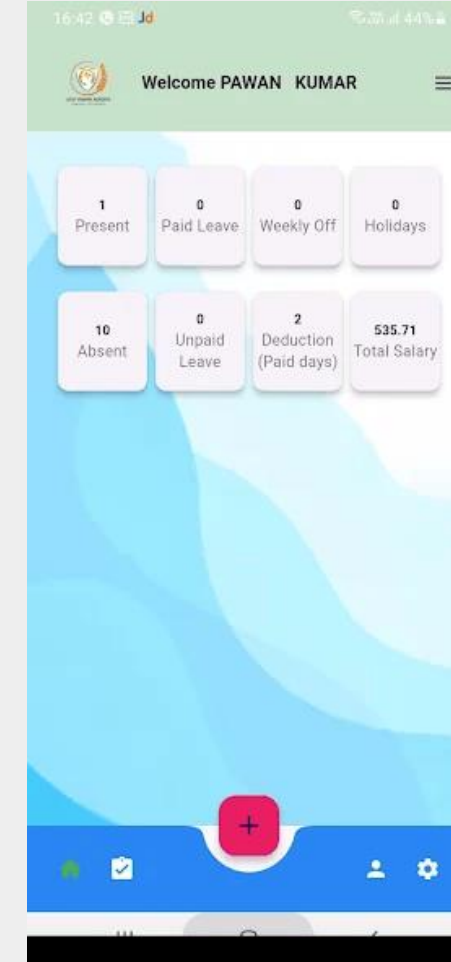 16:42 Jd 44%
Welcome PAWAN KUMAR
1 0 0 0
Present Paid Leave Weekly Off Holidays
10 0 2 535.71
Absent Unpaid Leave Deduction (Paid days) Total Salary
+